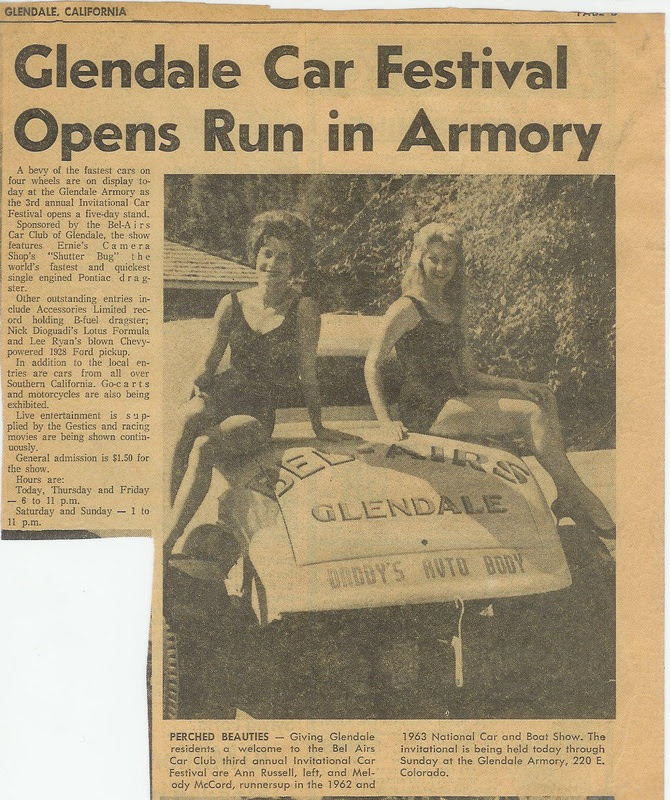 GLENDALE, CALIFORNIA
Glendale Car Festival
Opens Run in Armory
A bevy of the fastest cars on
four wheels are on display to-
day at the Glendale Armory as
the 3rd annual Invitational Car
Festival opens a five-day stand.
Sponsored by the Bel-Airs
Car Club of Glendale, the show
features Ernie's Camera
Shop's "Shutter Bug" the
world's fastest and quickest
single engined Pontiac drag-
ster.
Other outstanding entries in-
clude Accessories Limited rec-
ord holding B-fuel dragster;
Nick Dioguadi's Lotus Formula
and Lee Ryan's blown Chevy-
powered 1928 Ford pickup.
In addition to the local en-
tries are cars from all over
Southern California. Go-carts
and motorcycles are also being
exhibited.
Live entertainment is sup-
plied by the Gestics and racing
movies are being shown contin-
uously.
General admission is $1.50 for
the show.
Hours are:
Today, Thursday and Friday
— 6 to 11 p.m.
Saturday and Sunday — 1 to
11 p.m.
BEL-AIRS
GLENDALE
DADDY'S AUTO BODY
PERCHED BEAUTIES — Giving Glendale
residents a welcome to the Bel Airs
Car Club third annual Invitational Car
Festival are Ann Russell, left, and Mel-
ody McCord, runnersup in the 1962 and
1963 National Car and Boat Show. The
invitational is being held today through
Sunday at the Glendale Armory, 220 E.
Colorado.